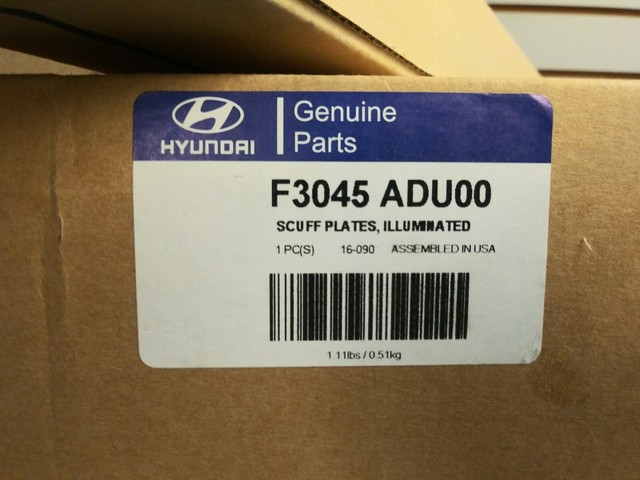 Genuine
Parts
HYUNDAI
F3045 ADU00
SCUFF PLATES, ILLUMINATED
1 PC(S) 16-090 ASSEMBLED IN USA
1.11lbs / 0.51kg